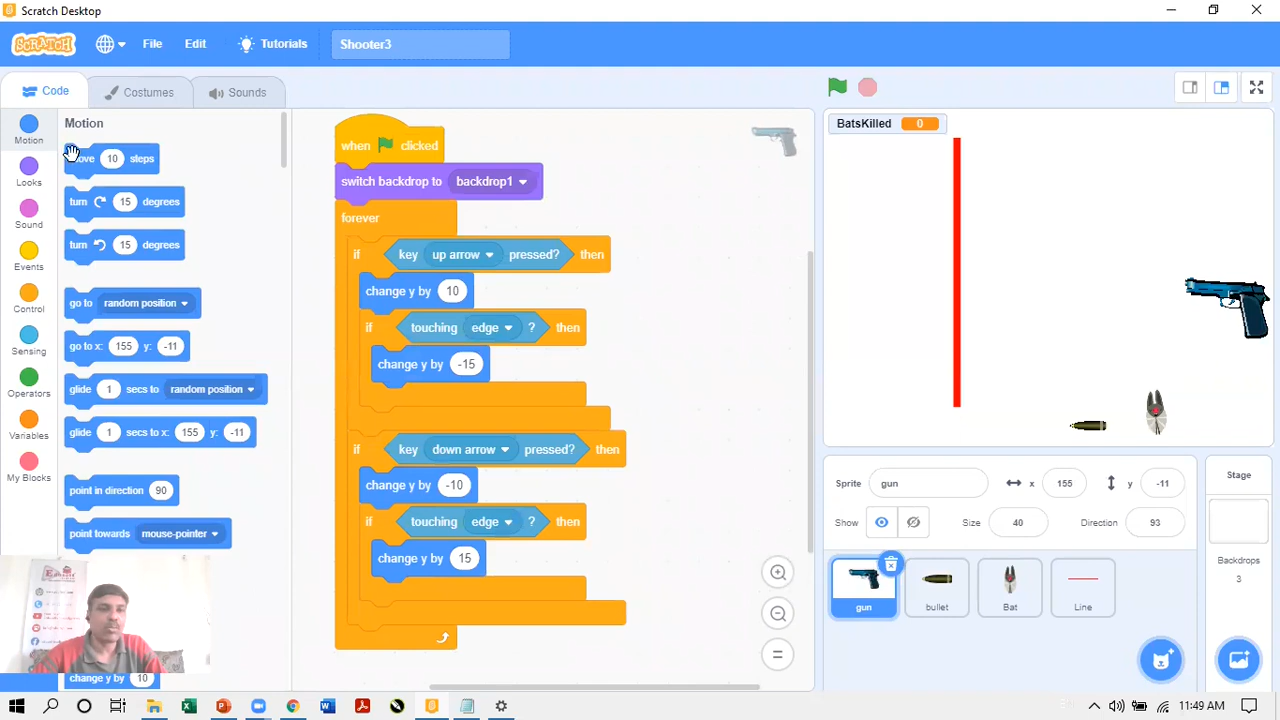 Scratch Desktop
SCRATCH
File
Edit
Tutorials
Shooter3
Code
Costumes
Sounds
Motion
Looks
Sound
Events
Control
Sensing
Operators
Variables
My Blocks
Motion
move 10 steps
turn 15 degrees
turn 15 degrees
go to random position
go to x: 155 y: -11
glide 1 secs to random position
glide 1 secs to x: 155 y: -11
point in direction 90
point towards mouse-pointer
change y by 10
when clicked
switch backdrop to backdrop1
forever
if key up arrow pressed? then
change y by 10
if touching edge ? then
change y by -15
if key down arrow pressed? then
change y by -10
if touching edge ? then
change y by 15
BatsKilled 0
Sprite gun x 155 y -11
Show Size 40 Direction 93
gun
bullet
Bat
Line
Stage
Backdrops
3
11:49 AM